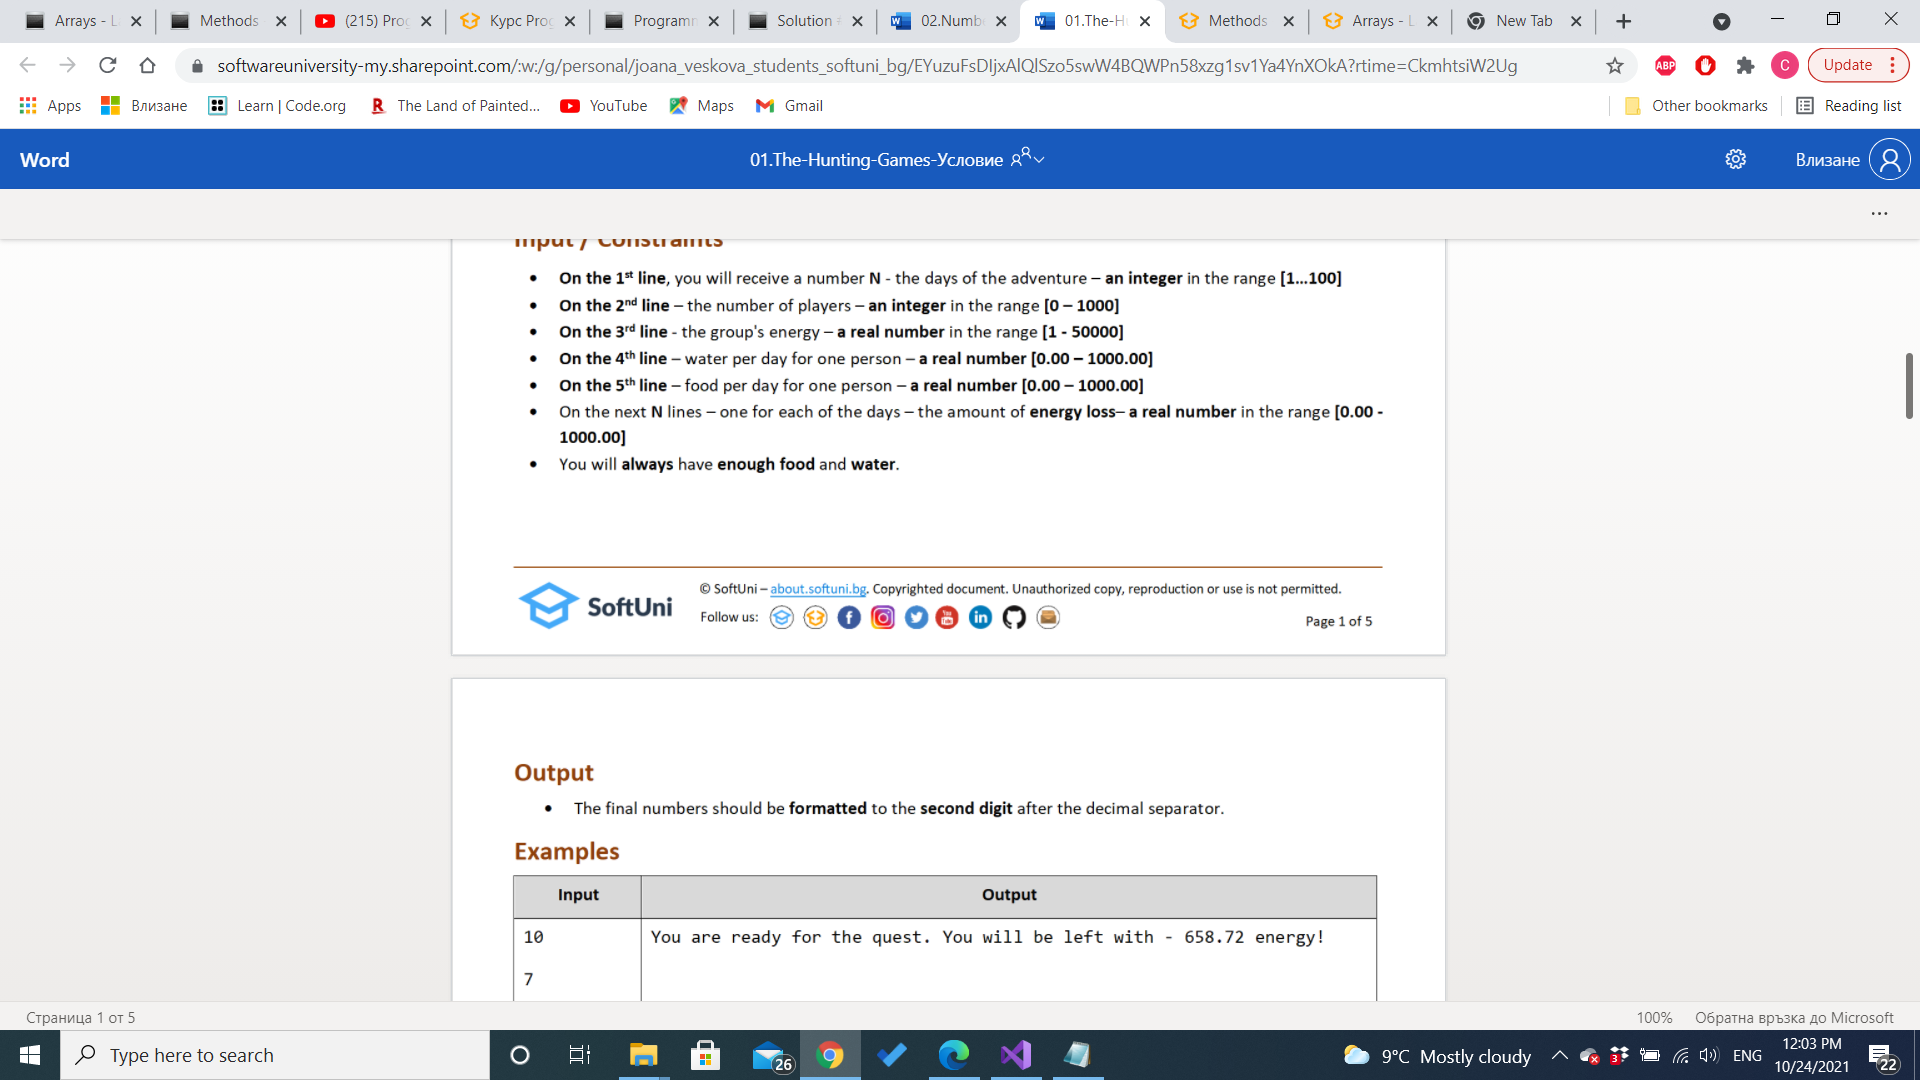 Arrays - L
Methods
(215) Prog
Курс Prog
Programm
Solution
02.Numb
01.The-H
Methods
Arrays - L
New Tab
softwareuniversity-my.sharepoint.com/:w:/g/personal/joana_veskova_students_softuni_bg/EYuzuFsDIjxAlQlSzo5swW4BQWPn58xzg1sv1Ya4YnXOkA?rtime=CkmhtsiW2Ug
ABP
C
Update
Apps
Влизане
Learn | Code.org
The Land of Painted...
YouTube
Maps
Gmail
Other bookmarks
Reading list
Word
01.The-Hunting-Games-Условие
Влизане
Input / Constraints
• On the 1st line, you will receive a number N - the days of the adventure – an integer in the range [1…100]
• On the 2nd line – the number of players – an integer in the range [0 – 1000]
• On the 3rd line - the group's energy – a real number in the range [1 - 50000]
• On the 4th line – water per day for one person – a real number [0.00 – 1000.00]
• On the 5th line – food per day for one person – a real number [0.00 – 1000.00]
• On the next N lines – one for each of the days – the amount of energy loss– a real number in the range [0.00 -
1000.00]
• You will always have enough food and water.
SoftUni
© SoftUni – about.softuni.bg. Copyrighted document. Unauthorized copy, reproduction or use is not permitted.
Follow us:
Page 1 of 5
Output
• The final numbers should be formatted to the second digit after the decimal separator.
Examples
Input
Output
10
You are ready for the quest. You will be left with - 658.72 energy!
7
Страница 1 от 5
100%
Обратна връзка до Microsoft
Type here to search
26
9°C Mostly cloudy
3
ENG
12:03 PM
10/24/2021
22